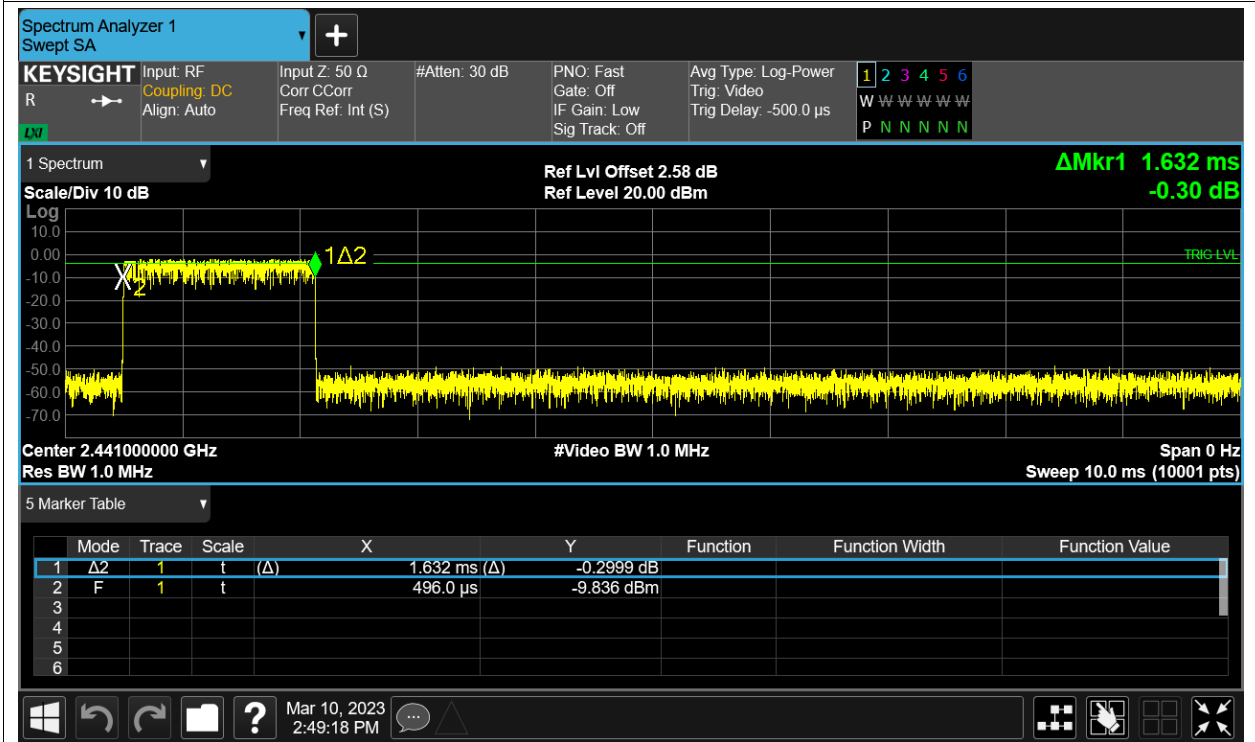 Spectrum Analyzer 1
Swept SA
+
KEYSIGHT Input: RF Input Z: 50 Ω #Atten: 30 dB PNO: Fast Avg Type: Log-Power 1 2 3 4 5 6
R Coupling: DC Corr CCorr Gate: Off Trig: Video W W W W W W
Align: Auto Freq Ref: Int (S) IF Gain: Low Trig Delay: -500.0 µs P N N N N N
LXI Sig Track: Off
1 Spectrum Ref Lvl Offset 2.58 dB ΔMkr1 1.632 ms
Scale/Div 10 dB Ref Level 20.00 dBm -0.30 dB
Log
10.0
0.00 1Δ2 TRIG LVL
-10.0 X 2
-20.0
-30.0
-40.0
-50.0
-60.0
-70.0
Center 2.441000000 GHz #Video BW 1.0 MHz Span 0 Hz
Res BW 1.0 MHz Sweep 10.0 ms (10001 pts)
5 Marker Table
Mode Trace Scale X Y Function Function Width Function Value
1 Δ2 1 t (Δ) 1.632 ms (Δ) -0.2999 dB
2 F 1 t 496.0 µs -9.836 dBm
3
4
5
6
? Mar 10, 2023
2:49:18 PM